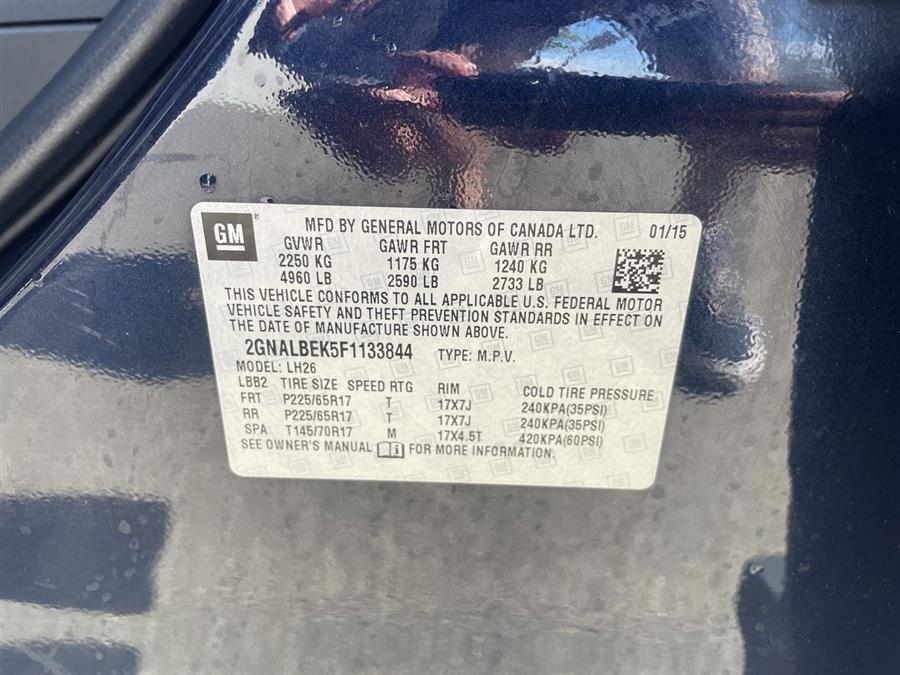 GM ® MFD BY GENERAL MOTORS OF CANADA LTD. 01/15
GVWR GAWR FRT GAWR RR
2250 KG 1175 KG 1240 KG
4960 LB 2590 LB 2733 LB
THIS VEHICLE CONFORMS TO ALL APPLICABLE U.S. FEDERAL MOTOR
VEHICLE SAFETY AND THEFT PREVENTION STANDARDS IN EFFECT ON
THE DATE OF MANUFACTURE SHOWN ABOVE.
2GNALBEK5F1133844 TYPE: M.P.V.
MODEL: LH26
LBB2 TIRE SIZE SPEED RTG RIM COLD TIRE PRESSURE
FRT P225/65R17 T 17X7J 240KPA(35PSI)
RR P225/65R17 T 17X7J 240KPA(35PSI)
SPA T145/70R17 M 17X4.5T 420KPA(60PSI)
SEE OWNER'S MANUAL FOR MORE INFORMATION.